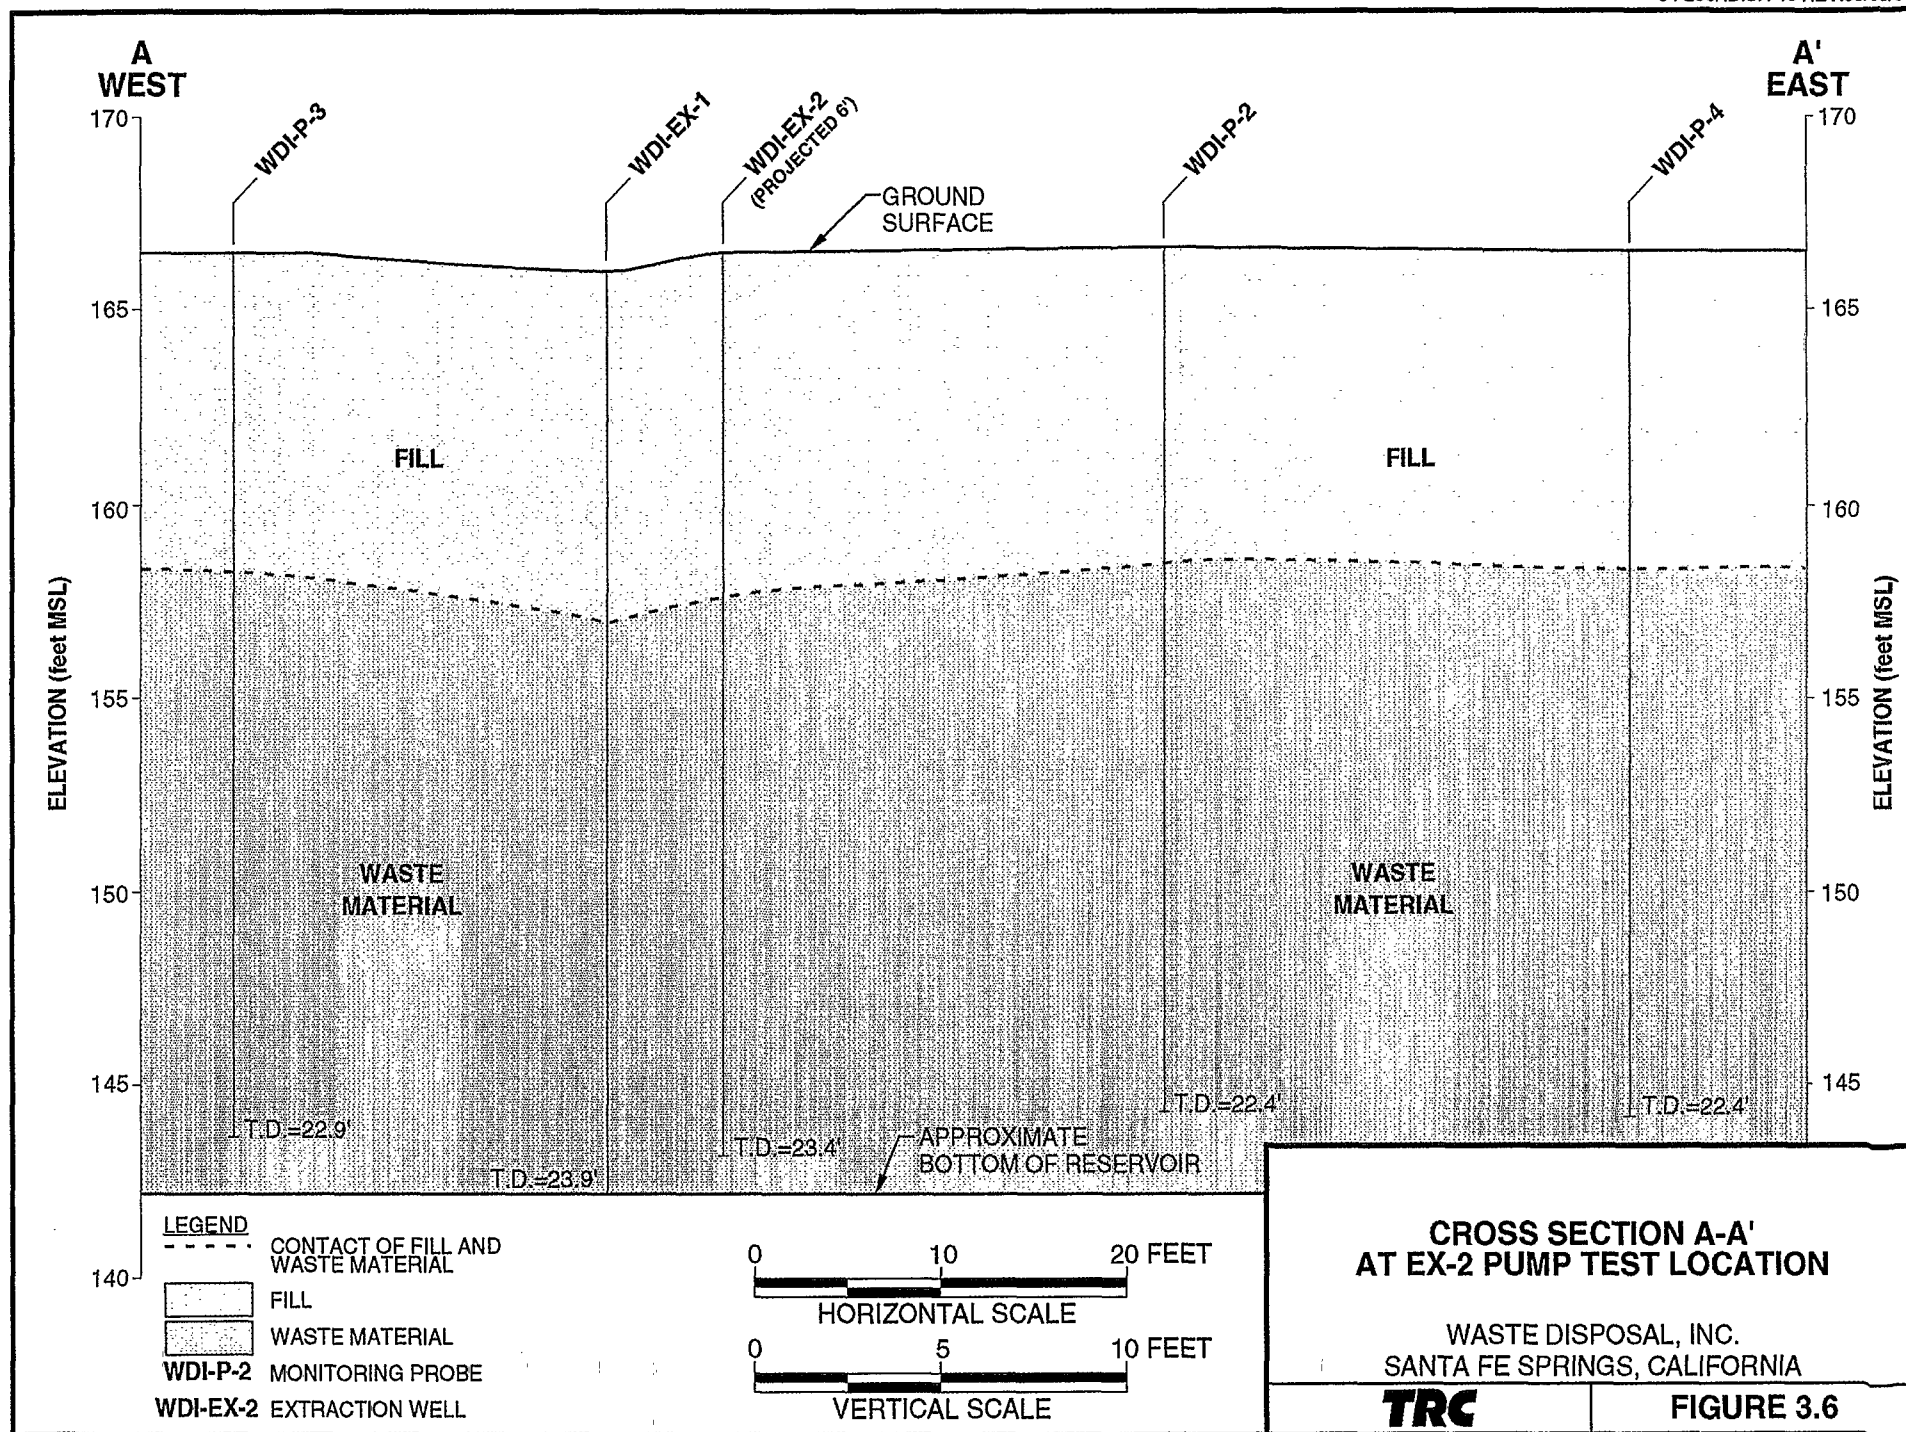 A
WEST
A'
EAST
WDI-P-3
WDI-EX-1
WDI-EX-2
(PROJECTED 6')
WDI-P-2
WDI-P-4
GROUND
SURFACE
170
165
160
155
150
145
140
170
165
160
155
150
145
ELEVATION (feet MSL)
ELEVATION (feet MSL)
FILL
FILL
WASTE
MATERIAL
WASTE
MATERIAL
T.D.=22.9'
T.D.=23.9'
T.D.=23.4'
T.D.=22.4'
T.D.=22.4'
APPROXIMATE
BOTTOM OF RESERVOIR
LEGEND
CONTACT OF FILL AND
WASTE MATERIAL
FILL
WASTE MATERIAL
WDI-P-2 MONITORING PROBE
WDI-EX-2 EXTRACTION WELL
0 10 20 FEET
HORIZONTAL SCALE
0 5 10 FEET
VERTICAL SCALE
CROSS SECTION A-A'
AT EX-2 PUMP TEST LOCATION
WASTE DISPOSAL, INC.
SANTA FE SPRINGS, CALIFORNIA
TRC
FIGURE 3.6